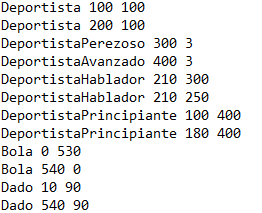 Deportista 100 100
Deportista 200 100
DeportistaPerezoso 300 3
DeportistaAvanzado 400 3
DeportistaHablador 210 300
DeportistaHablador 210 250
DeportistaPrincipiante 100 400
DeportistaPrincipiante 180 400
Bola 0 530
Bola 540 0
Dado 10 90
Dado 540 90